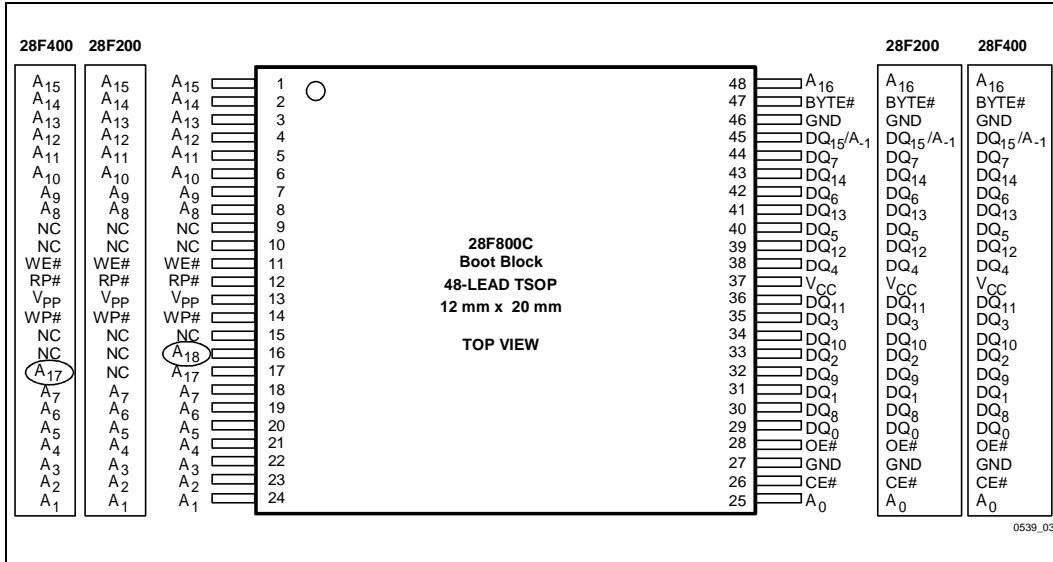 28F400 28F200 28F200 28F400
A15 A15 A15 1 48 A16 A16 A16
A14 A14 A14 2 47 BYTE# BYTE# BYTE#
A13 A13 A13 3 46 GND GND GND
A12 A12 A12 4 45 DQ15/A-1 DQ15/A-1 DQ15/A-1
A11 A11 A11 5 44 DQ7 DQ7 DQ7
A10 A10 A10 6 43 DQ14 DQ14 DQ14
A9 A9 A9 7 42 DQ6 DQ6 DQ6
A8 A8 A8 8 41 DQ13 DQ13 DQ13
NC NC NC 9 40 DQ5 DQ5 DQ5
NC NC NC 10 28F800C 39 DQ12 DQ12 DQ12
WE# WE# WE# 11 Boot Block 38 DQ4 DQ4 DQ4
RP# RP# RP# 12 48-LEAD TSOP 37 VCC VCC VCC
VPP VPP VPP 13 12 mm x 20 mm 36 DQ11 DQ11 DQ11
WP# WP# WP# 14 35 DQ3 DQ3 DQ3
NC NC NC 15 TOP VIEW 34 DQ10 DQ10 DQ10
NC NC A18 16 33 DQ2 DQ2 DQ2
A17 NC A17 17 32 DQ9 DQ9 DQ9
A7 A7 A7 18 31 DQ1 DQ1 DQ1
A6 A6 A6 19 30 DQ8 DQ8 DQ8
A5 A5 A5 20 29 DQ0 DQ0 DQ0
A4 A4 A4 21 28 OE# OE# OE#
A3 A3 A3 22 27 GND GND GND
A2 A2 A2 23 26 CE# CE# CE#
A1 A1 A1 24 25 A0 A0 A0
0539_03